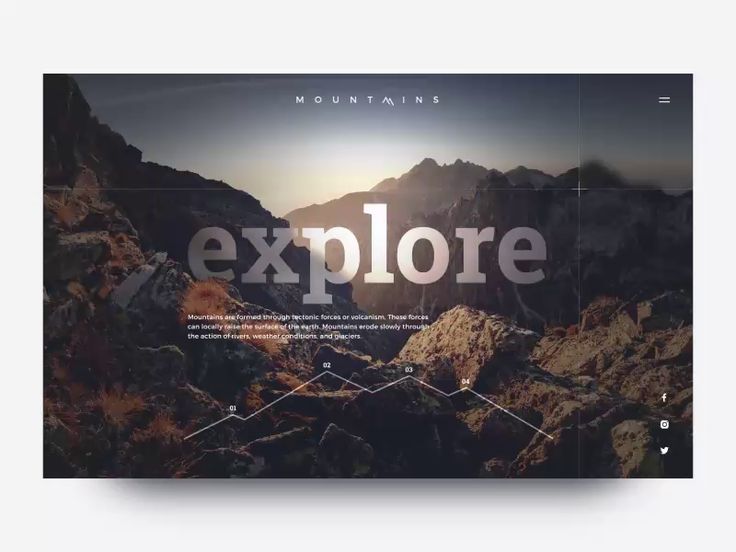 MOUNTAINS
explore
Mountains are formed through tectonic forces or volcanism. These forces
can locally raise the surface of the earth. Mountains erode slowly through
the action of rivers, weather conditions, and glaciers.
02
03
04
01